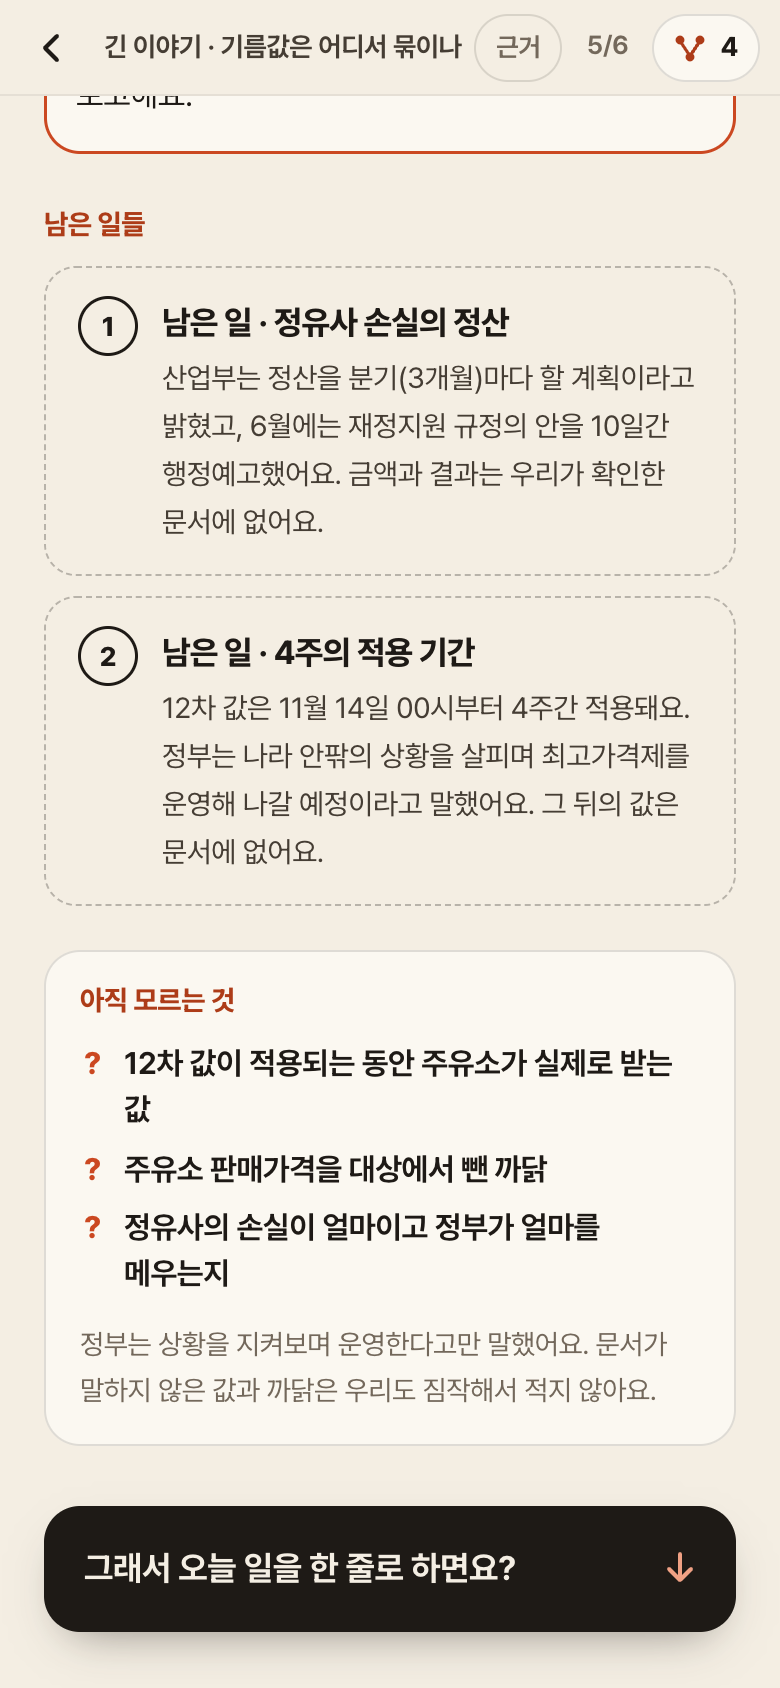 긴 이야기 · 기름값은 어디서 묶이나
근거
5/6
4
남은 일들
1
남은 일 · 정유사 손실의 정산
산업부는 정산을 분기(3개월)마다 할 계획이라고
밝혔고, 6월에는 재정지원 규정의 안을 10일간
행정예고했어요. 금액과 결과는 우리가 확인한
문서에 없어요.
2
남은 일 · 4주의 적용 기간
12차 값은 11월 14일 00시부터 4주간 적용돼요.
정부는 나라 안팎의 상황을 살피며 최고가격제를
운영해 나갈 예정이라고 말했어요. 그 뒤의 값은
문서에 없어요.
아직 모르는 것
? 12차 값이 적용되는 동안 주유소가 실제로 받는
값
? 주유소 판매가격을 대상에서 뺀 까닭
? 정유사의 손실이 얼마이고 정부가 얼마를
메우는지
정부는 상황을 지켜보며 운영한다고만 말했어요. 문서가
말하지 않은 값과 까닭은 우리도 짐작해서 적지 않아요.
그래서 오늘 일을 한 줄로 하면요?